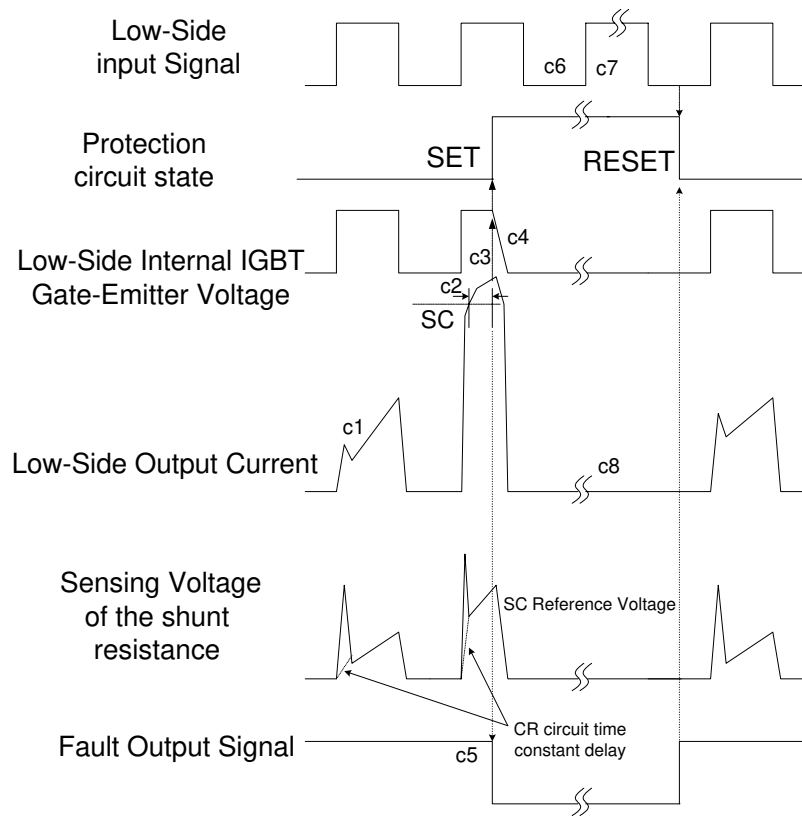 Low-Side
input Signal
c6
c7
Protection
circuit state
SET
RESET
Low-Side Internal IGBT
Gate-Emitter Voltage
c3
c4
c2
SC
c1
Low-Side Output Current
c8
Sensing Voltage
of the shunt
resistance
SC Reference Voltage
CR circuit time
constant delay
Fault Output Signal
c5